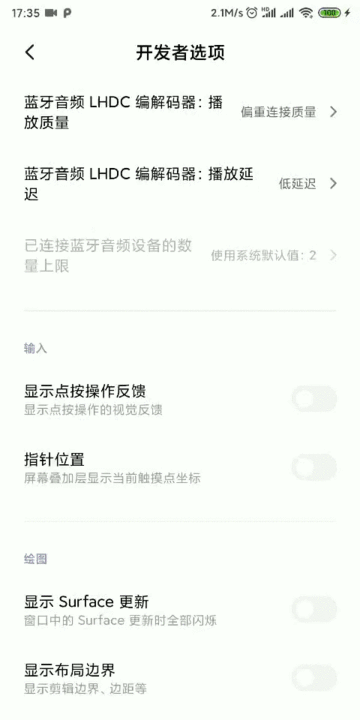 17:35
2.1M/s HD 100
开发者选项
蓝牙音频 LHDC 编解码器：播
放质量
偏重连接质量
蓝牙音频 LHDC 编解码器：播放延
迟
低延迟
已连接蓝牙音频设备的数
量上限
使用系统默认值：2
输入
显示点按操作反馈
显示点按操作的视觉反馈
指针位置
屏幕叠加层显示当前触摸点坐标
绘图
显示 Surface 更新
窗口中的 Surface 更新时全部闪烁
显示布局边界
显示剪辑边界、边距等